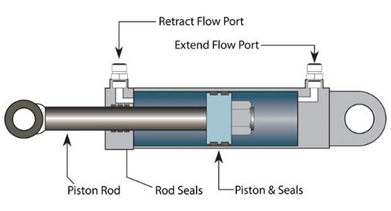 Retract Flow Port
Extend Flow Port
Piston Rod
Rod Seals
Piston & Seals